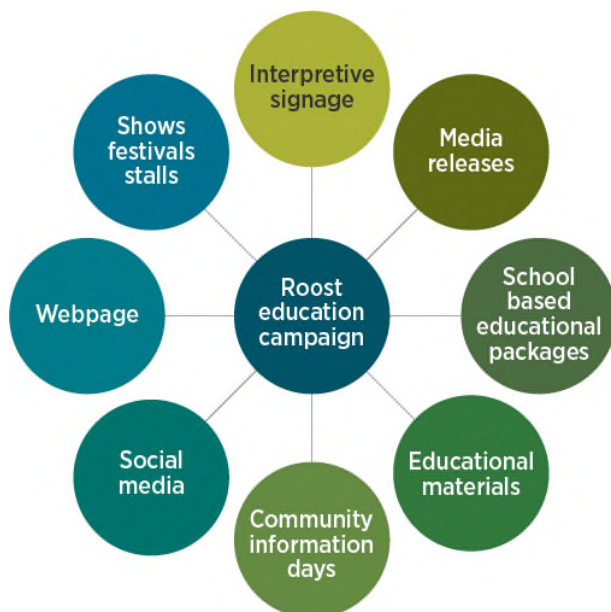 Interpretive
signage
Shows
festivals
stalls
Media
releases
Webpage
Roost
education
campaign
School
based
educational
packages
Social
media
Educational
materials
Community
information
days